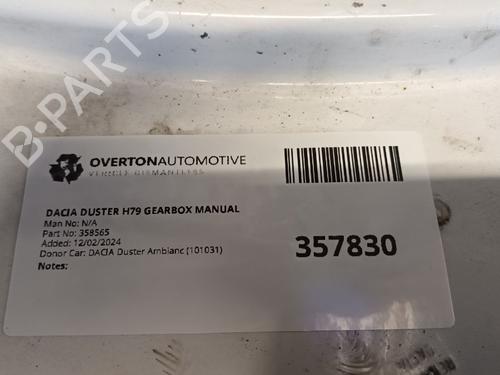 B-PARTS
OVERTONAUTOMOTIVE
VEHICLE DISMANTLERS
DACIA DUSTER H79 GEARBOX MANUAL
Man No: N/A
Part No: 358565
Added: 12/02/2024
Donor Car: DACIA Duster Ambianc (101031)
Notes:
357830
B-PARTS